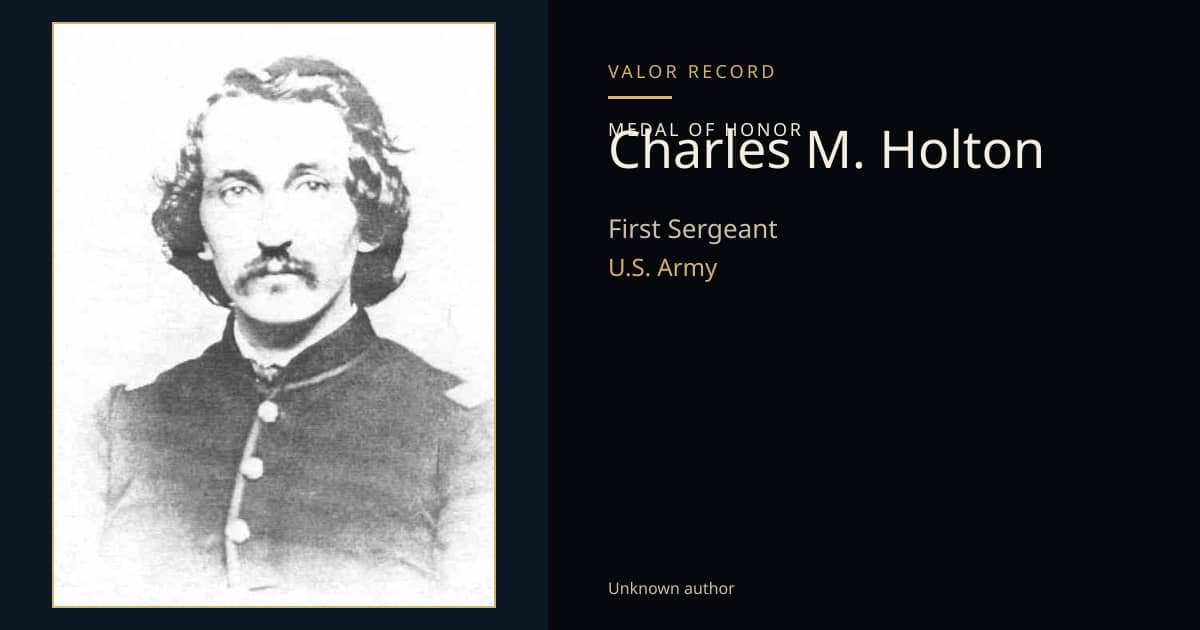 VALOR RECORD
MEDAL OF HONOR
Charles M. Holton
First Sergeant
U.S. Army
Unknown author